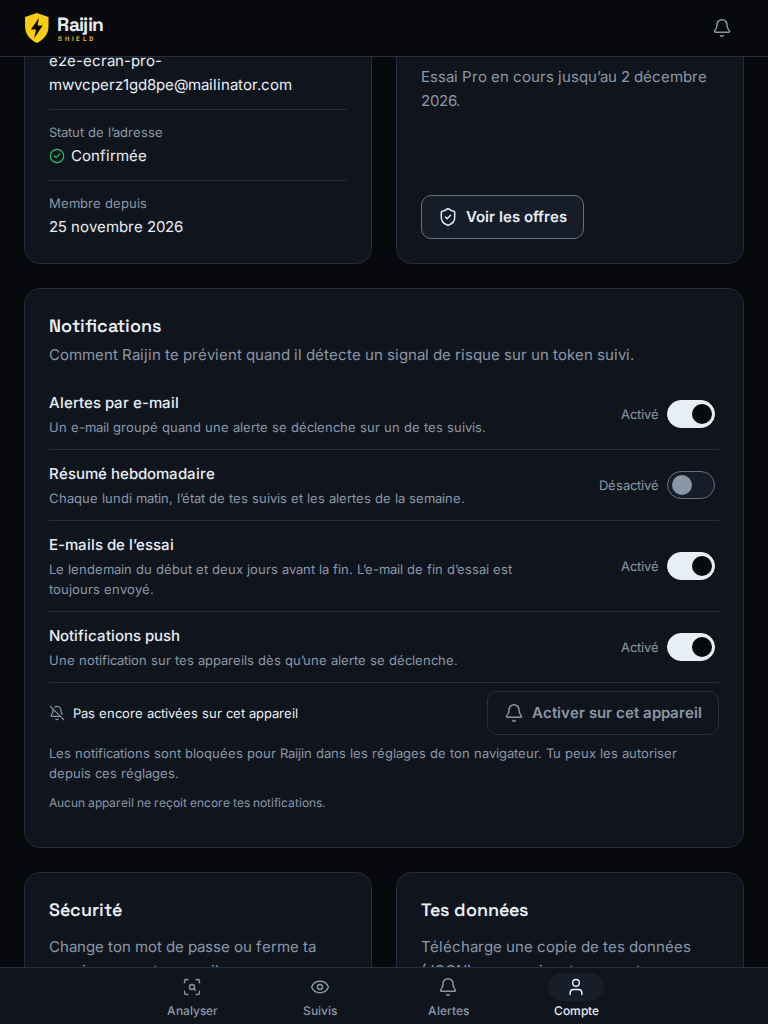 Raijin
SHIELD
e2e-ecran-pro-
mwvcperz1gd8pe@mailinator.com
Statut de l’adresse
Confirmée
Membre depuis
25 novembre 2026
Essai Pro en cours jusqu’au 2 décembre
2026.
Voir les offres
Notifications
Comment Raijin te prévient quand il détecte un signal de risque sur un token suivi.
Alertes par e-mail
Un e-mail groupé quand une alerte se déclenche sur un de tes suivis.
Activé
Résumé hebdomadaire
Chaque lundi matin, l’état de tes suivis et les alertes de la semaine.
Désactivé
E-mails de l’essai
Le lendemain du début et deux jours avant la fin. L’e-mail de fin d’essai est
toujours envoyé.
Activé
Notifications push
Une notification sur tes appareils dès qu’une alerte se déclenche.
Activé
Pas encore activées sur cet appareil
Activer sur cet appareil
Les notifications sont bloquées pour Raijin dans les réglages de ton navigateur. Tu peux les autoriser
depuis ces réglages.
Aucun appareil ne reçoit encore tes notifications.
Sécurité
Change ton mot de passe ou ferme ta
Tes données
Télécharge une copie de tes données
Analyser
Suivis
Alertes
Compte